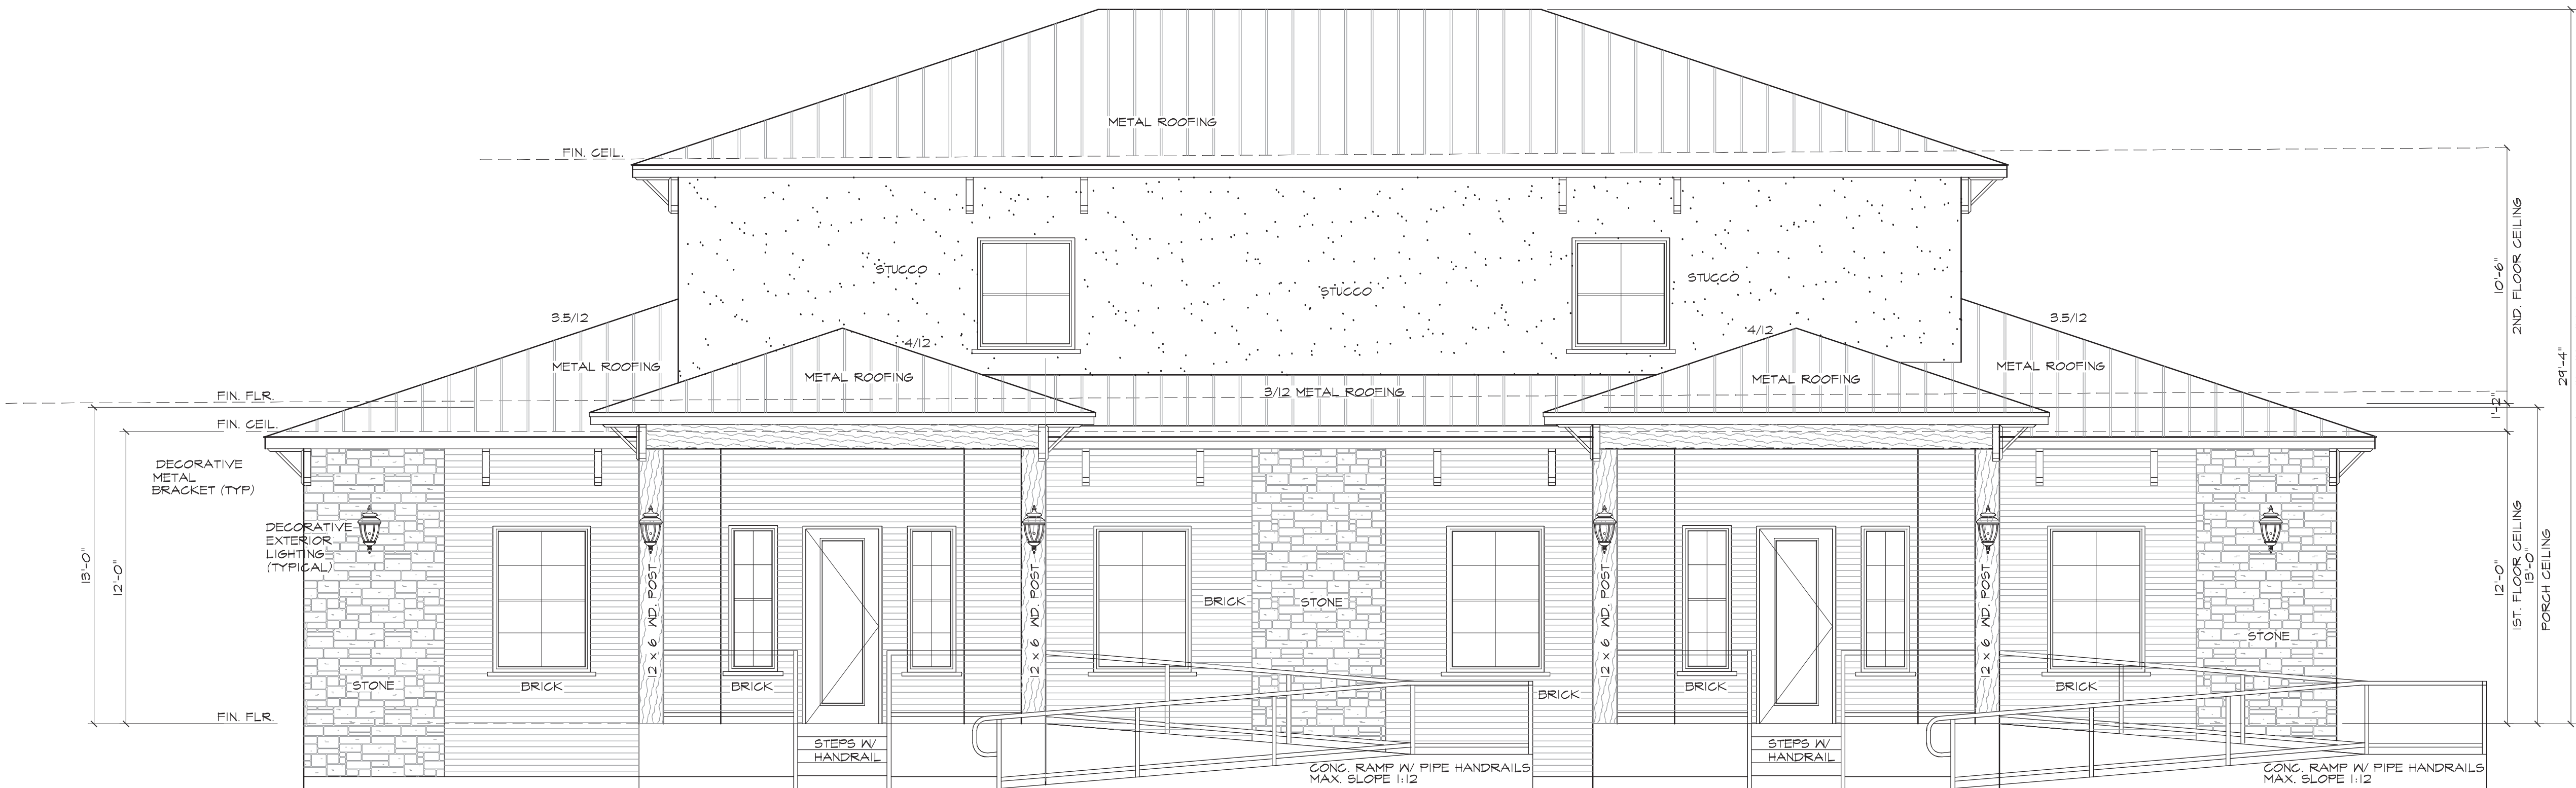 METAL ROOFING
FIN. CEIL.
STUCCO
STUCCO
STUCCO
2ND. FLOOR CEILING
10'-6"
29'-4"
3.5/12
4/12
4/12
3.5/12
METAL ROOFING
METAL ROOFING
3/12 METAL ROOFING
METAL ROOFING
METAL ROOFING
FIN. FLR.
FIN. CEIL.
1'-2"
DECORATIVE
METAL
BRACKET (TYP)
DECORATIVE
EXTERIOR
LIGHTING
(TYPICAL)
13'-0"
12'-0"
12 x 6 WD. POST
12 x 6 WD. POST
12 x 6 WD. POST
12 x 6 WD. POST
12'-0"
1ST. FLOOR CEILING
13'-0"
PORCH CEILING
BRICK
STONE
STONE
STONE
BRICK
BRICK
BRICK
BRICK
BRICK
FIN. FLR.
STEPS W/
HANDRAIL
STEPS W/
HANDRAIL
CONC. RAMP W/ PIPE HANDRAILS
MAX. SLOPE 1:12
CONC. RAMP W/ PIPE HANDRAILS
MAX. SLOPE 1:12